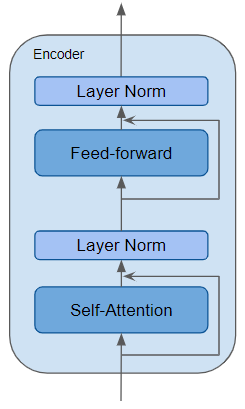 Encoder
Layer Norm
Feed-forward
Layer Norm
Self-Attention